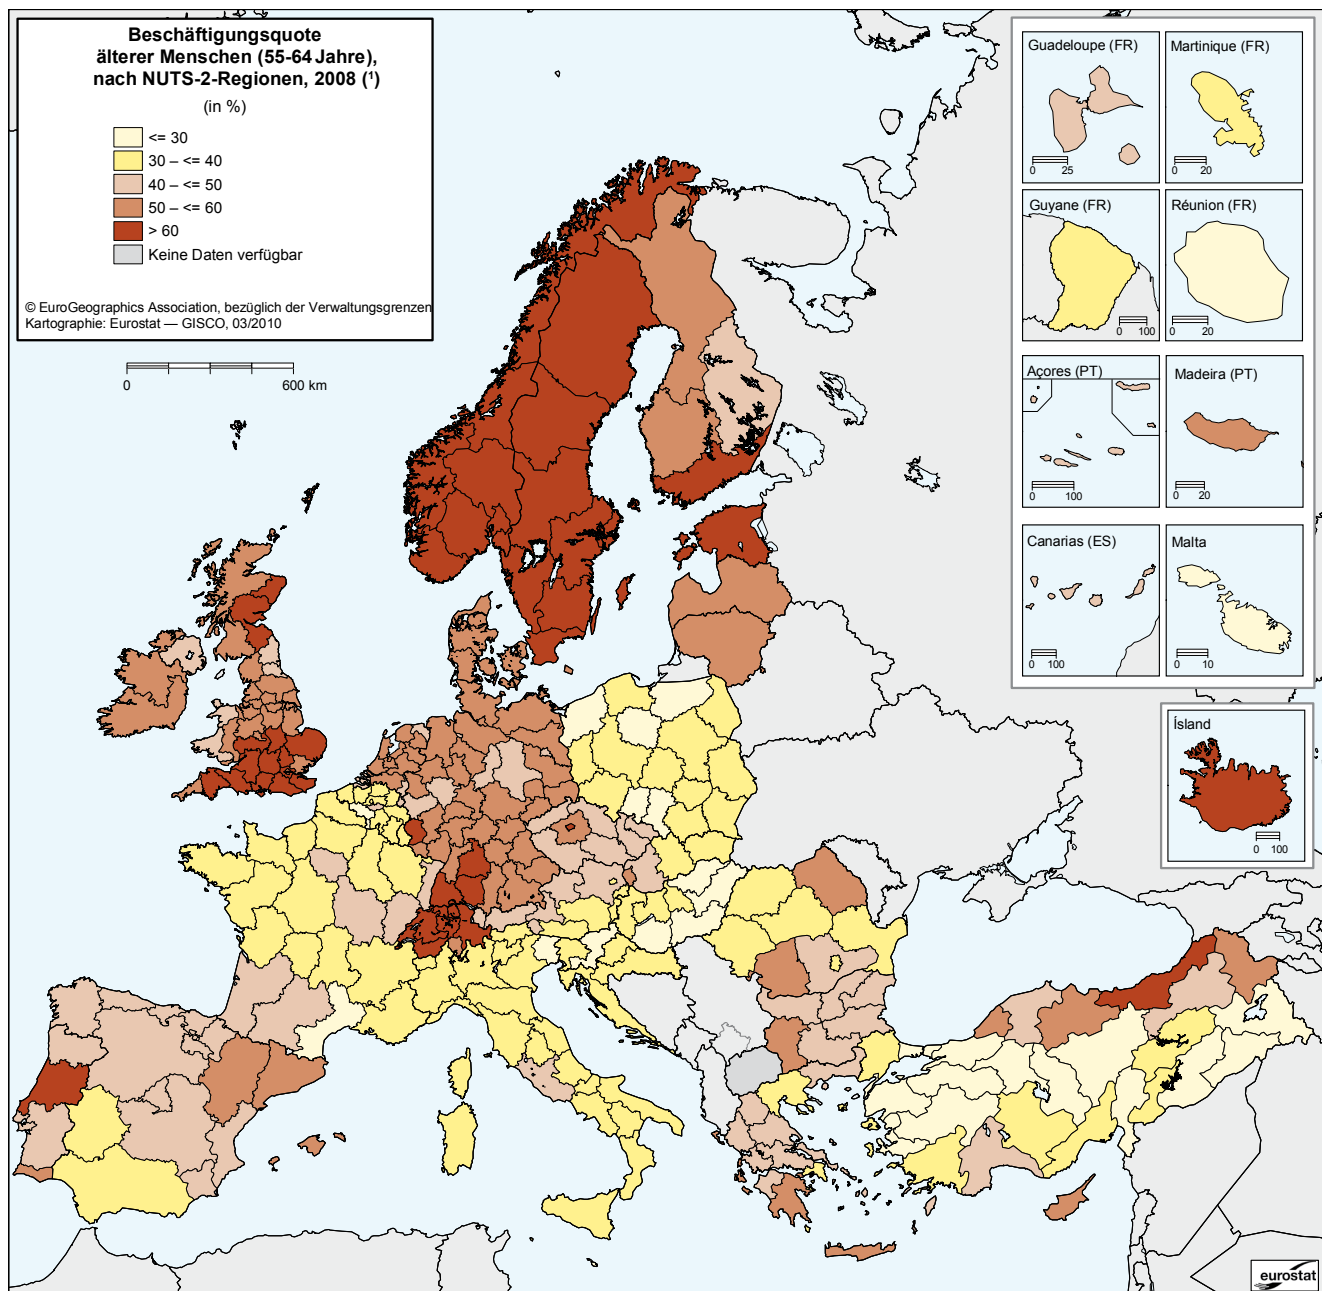 Beschäftigungsquote
älterer Menschen (55-64 Jahre),
nach NUTS-2-Regionen, 2008 (¹)
(in %)
<= 30
30 – <= 40
40 – <= 50
50 – <= 60
> 60
Keine Daten verfügbar
© EuroGeographics Association, bezüglich der Verwaltungsgrenzen
Kartographie: Eurostat — GISCO, 03/2010
0 600 km
Guadeloupe (FR)
0 25
Martinique (FR)
0 20
Guyane (FR)
0 100
Réunion (FR)
0 20
Açores (PT)
0 100
Madeira (PT)
0 20
Canarias (ES)
0 100
Malta
0 10
Ísland
0 100
eurostat